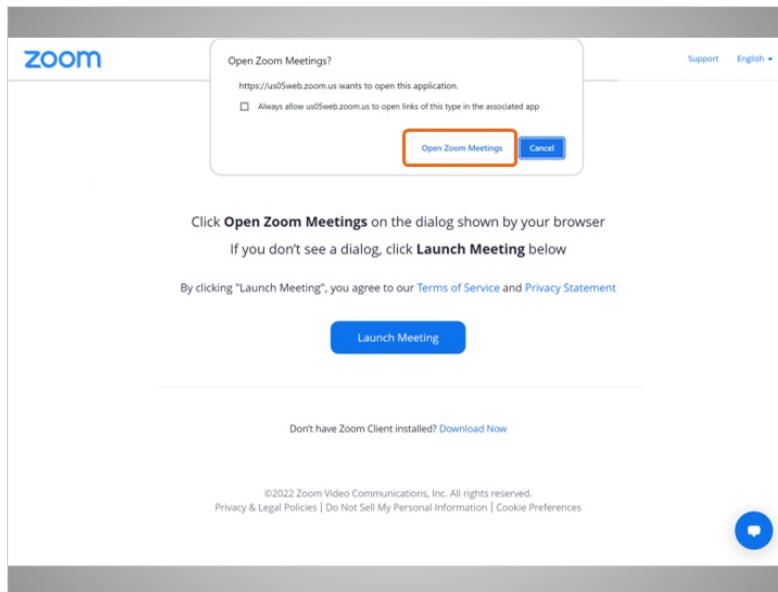 zoom
Support English
Open Zoom Meetings?
https://us05web.zoom.us wants to open this application.
Always allow us05web.zoom.us to open links of this type in the associated app
Open Zoom Meetings Cancel
Click Open Zoom Meetings on the dialog shown by your browser
If you don't see a dialog, click Launch Meeting below
By clicking "Launch Meeting", you agree to our Terms of Service and Privacy Statement
Launch Meeting
Don't have Zoom Client installed? Download Now
©2022 Zoom Video Communications, Inc. All rights reserved.
Privacy & Legal Policies | Do Not Sell My Personal Information | Cookie Preferences